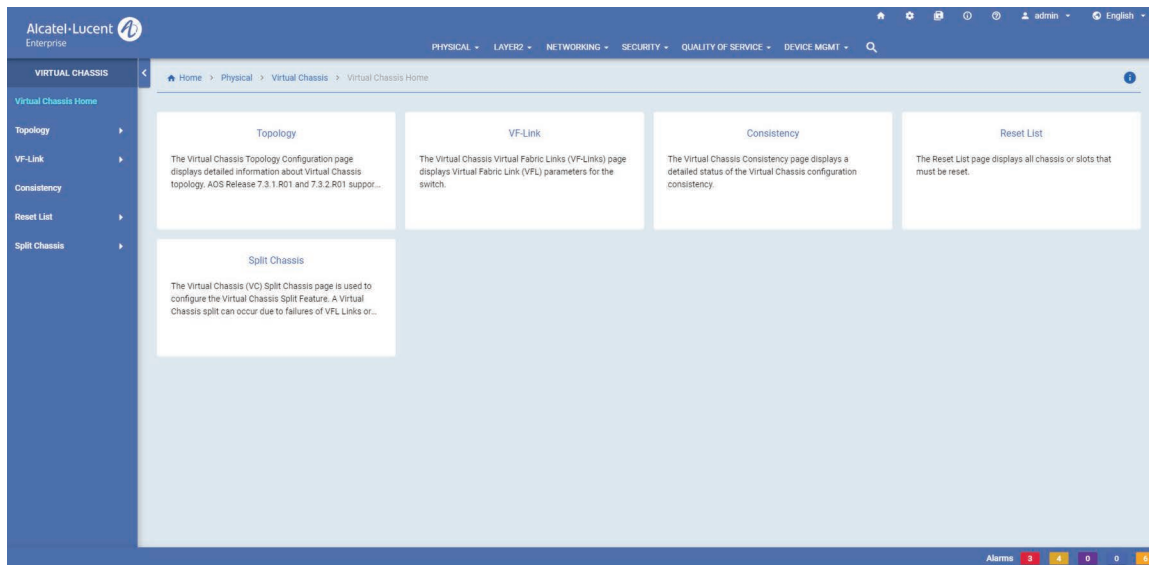 Alcatel·Lucent
Enterprise
admin
English
PHYSICAL
LAYER2
NETWORKING
SECURITY
QUALITY OF SERVICE
DEVICE MGMT
VIRTUAL CHASSIS
Home > Physical > Virtual Chassis > Virtual Chassis Home
Virtual Chassis Home
Topology
VF-Link
Consistency
Reset List
Split Chassis
Topology
The Virtual Chassis Topology Configuration page
displays detailed information about Virtual Chassis
topology. AOS Release 7.3.1.R01 and 7.3.2.R01 suppor...
VF-Link
The Virtual Chassis Virtual Fabric Links (VF-Links) page
displays Virtual Fabric Link (VFL) parameters for the
switch.
Consistency
The Virtual Chassis Consistency page displays a
detailed status of the Virtual Chassis configuration
consistency.
Reset List
The Reset List page displays all chassis or slots that
must be reset.
Split Chassis
The Virtual Chassis (VC) Split Chassis page is used to
configure the Virtual Chassis Split Feature. A Virtual
Chassis split can occur due to failures of VFL Links or...
Alarms 3 4 0 0 6